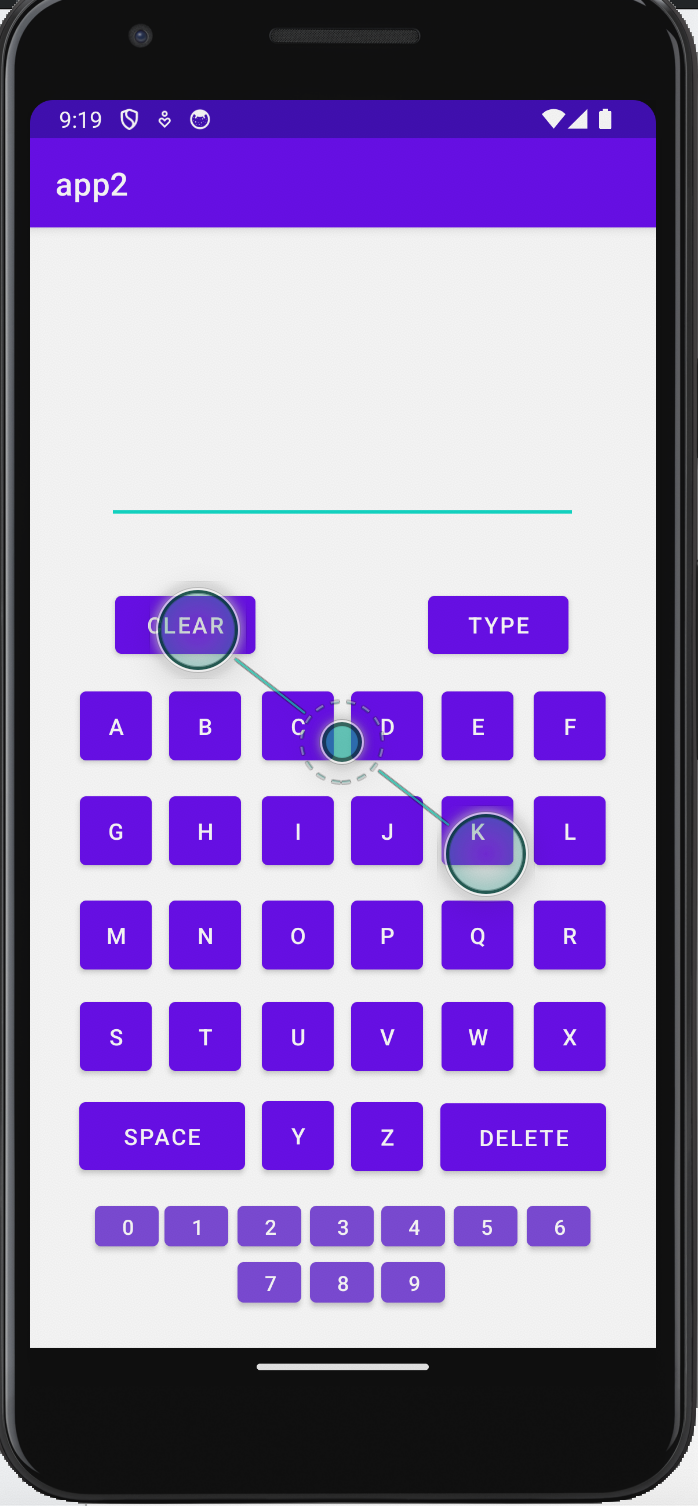 9:19
app2
CLEAR TYPE
A B C D E F
G H I J K L
M N O P Q R
S T U V W X
SPACE Y Z DELETE
0 1 2 3 4 5 6
7 8 9